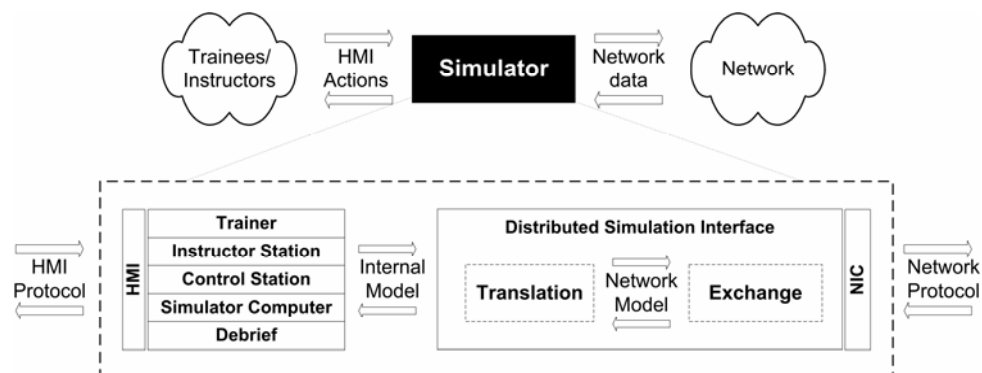 Trainees/
Instructors
HMI
Actions
Simulator
Network
data
Network
HMI
Protocol
HMI
Trainer
Instructor Station
Control Station
Simulator Computer
Debrief
Internal
Model
Distributed Simulation Interface
Translation
Network
Model
Exchange
NIC
Network
Protocol